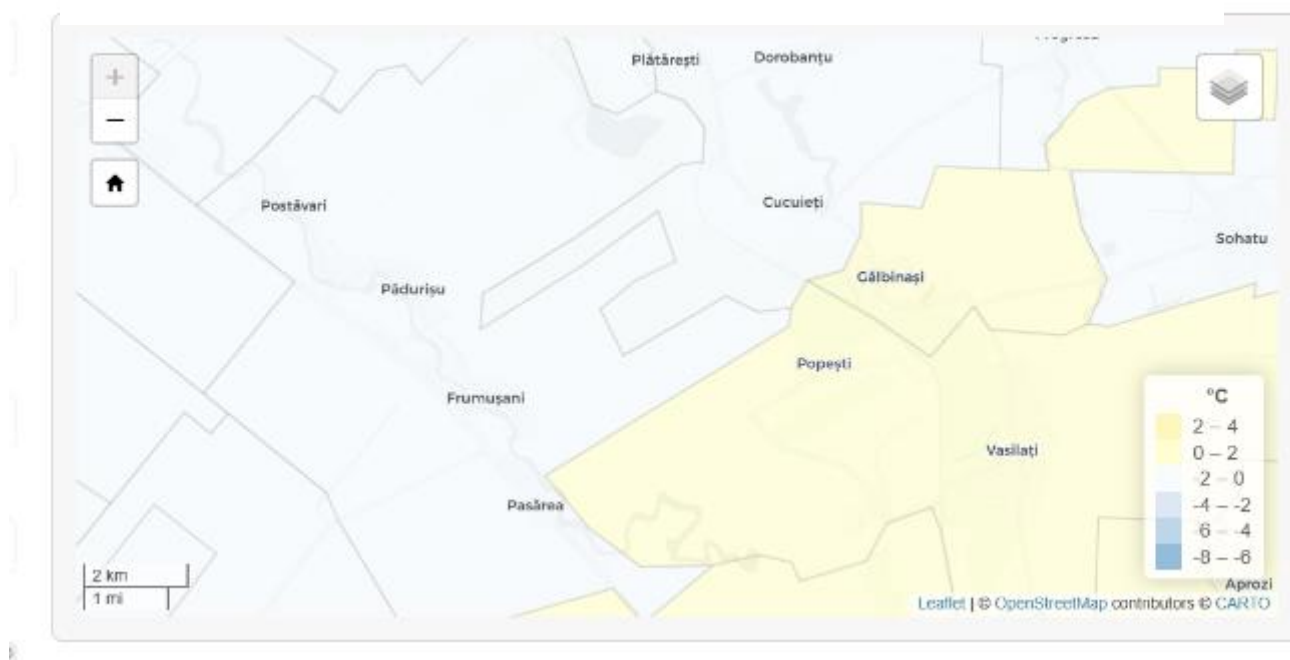 Plătărești
Dorobanțu
+
−
Postăvari
Cucuieți
Sohatu
Gălbinași
Pădurișu
Popești
Frumușani
°C
2 – 4
0 – 2
-2 – 0
-4 – -2
-6 – -4
-8 – -6
Vasilați
Pasărea
2 km
1 mi
Aprozi
Leaflet | © OpenStreetMap contributors © CARTO